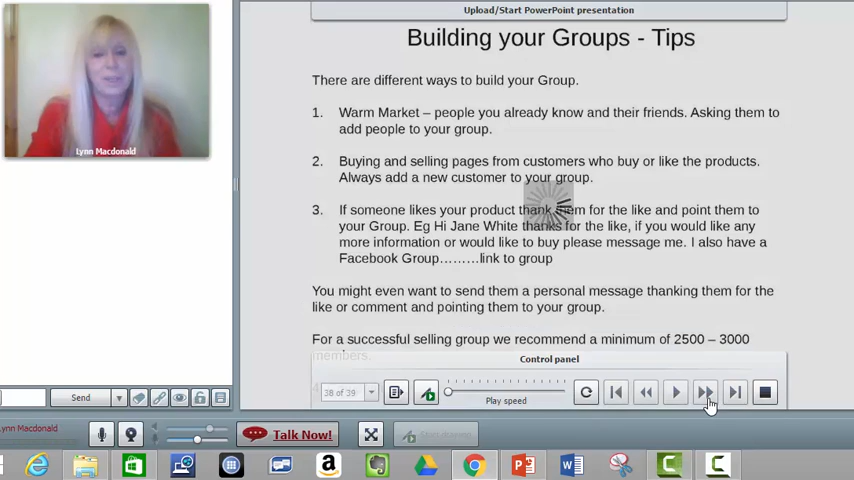 Upload/Start PowerPoint presentation
Building your Groups - Tips
There are different ways to build your Group.
1. Warm Market – people you already know and their friends. Asking them to
add people to your group.
2. Buying and selling pages from customers who buy or like the products.
Always add a new customer to your group.
3. If someone likes your product thank them for the like and point them to
your Group. Eg Hi Jane White thanks for the like, if you would like any
more information or would like to buy please message me. I also have a
Facebook Group………link to group
You might even want to send them a personal message thanking them for the
like or comment and pointing them to your group.
For a successful selling group we recommend a minimum of 2500 – 3000
members.
Lynn Macdonald
Control panel
38 of 39
Play speed
Send
Lynn Macdonald
Talk Now!
Start sharing